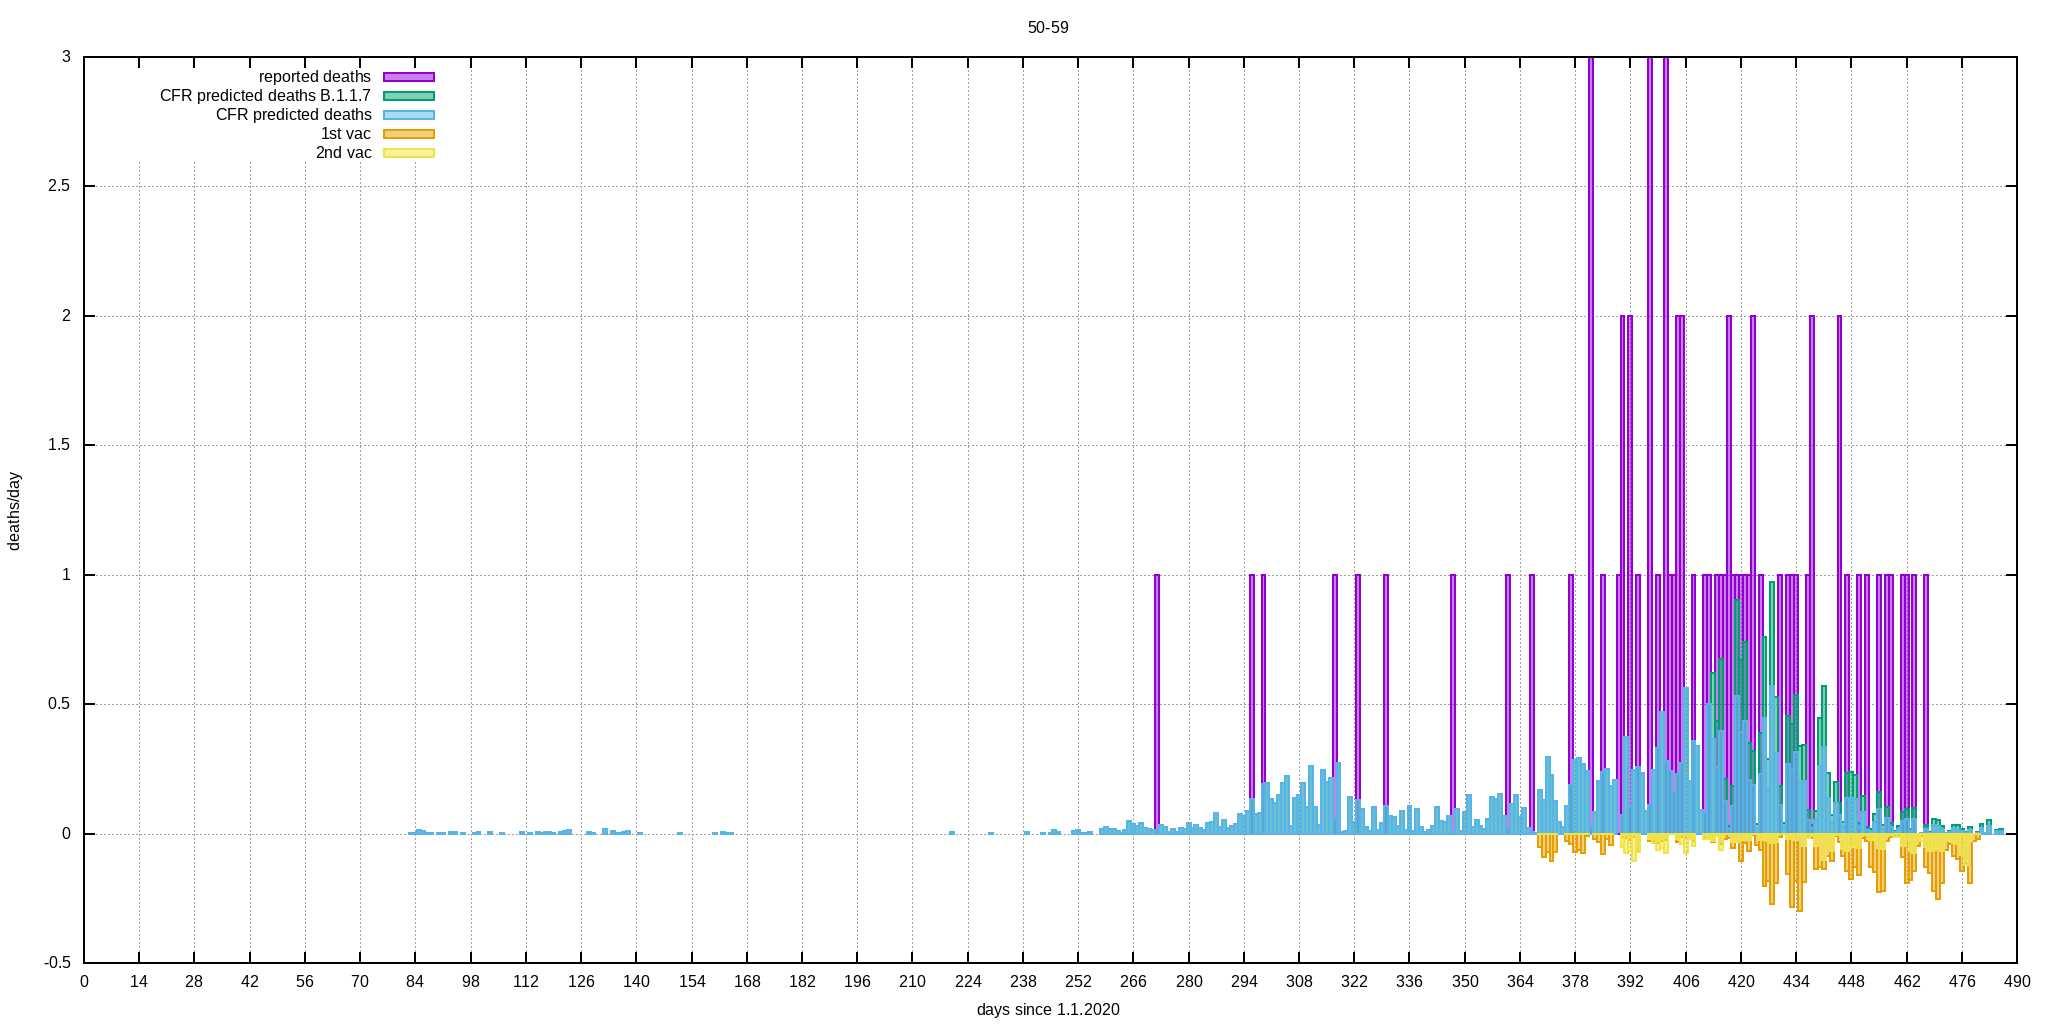 50-59
reported deaths
CFR predicted deaths B.1.1.7
CFR predicted deaths
1st vac
2nd vac
3
2.5
2
1.5
1
0.5
0
-0.5
deaths/day
0 14 28 42 56 70 84 98 112 126 140 154 168 182 196 210 224 238 252 266 280 294 308 322 336 350 364 378 392 406 420 434 448 462 476 490
days since 1.1.2020